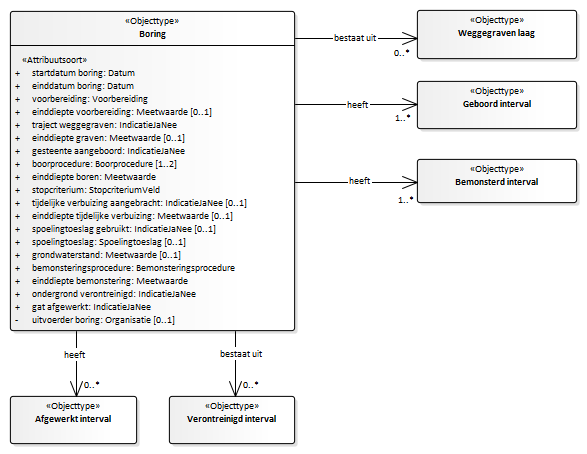 «Objecttype»
Boring
«Attribuutsoort»
+ startdatum boring: Datum
+ einddatum boring: Datum
+ voorbereiding: Voorbereiding
+ einddiepte voorbereiding: Meetwaarde [0..1]
+ traject weggegraven: IndicatieJaNee
+ einddiepte graven: Meetwaarde [0..1]
+ gesteente aangeboord: IndicatieJaNee
+ boorprocedure: Boorprocedure [1..2]
+ einddiepte boren: Meetwaarde
+ stopcriterium: StopcriteriumVeld
+ tijdelijke verbuizing aangebracht: IndicatieJaNee [0..1]
+ einddiepte tijdelijke verbuizing: Meetwaarde [0..1]
+ spoelingtoeslag gebruikt: IndicatieJaNee [0..1]
+ spoelingtoeslag: Spoelingtoeslag [0..1]
+ grondwaterstand: Meetwaarde [0..1]
+ bemonsteringsprocedure: Bemonsteringsprocedure
+ einddiepte bemonstering: Meetwaarde
+ ondergrond verontreinigd: IndicatieJaNee
+ gat afgewerkt: IndicatieJaNee
- uitvoerder boring: Organisatie [0..1]
bestaat uit
0..*
«Objecttype»
Weggegraven laag
heeft
1..*
«Objecttype»
Geboord interval
heeft
1..*
«Objecttype»
Bemonsterd interval
heeft
0..*
«Objecttype»
Afgewerkt interval
bestaat uit
0..*
«Objecttype»
Verontreinigd interval